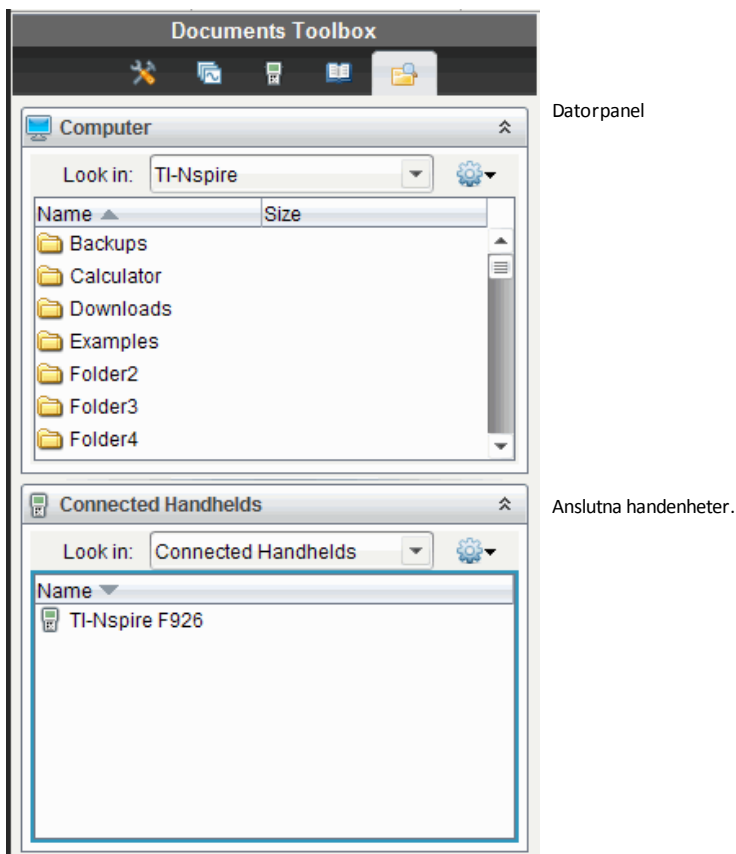 Documents Toolbox
Computer
Datorpanel
Look in: TI-Nspire
Name Size
Backups
Calculator
Downloads
Examples
Folder2
Folder3
Folder4
Connected Handhelds
Anslutna handenheter.
Look in: Connected Handhelds
Name
TI-Nspire F926